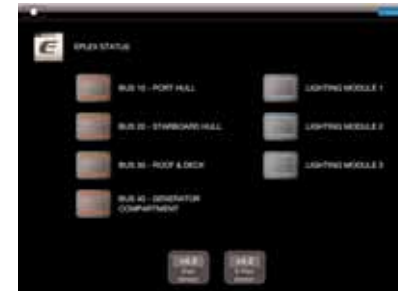 E
EPLEX STATUS
BUS 10 - PORT HULL
BUS 20 - STARBOARD HULL
BUS 30 - ROOF & DECK
BUS 40 - GENERATOR
COMPARTMENT
LIGHTING MODULE 1
LIGHTING MODULE 2
LIGHTING MODULE 3